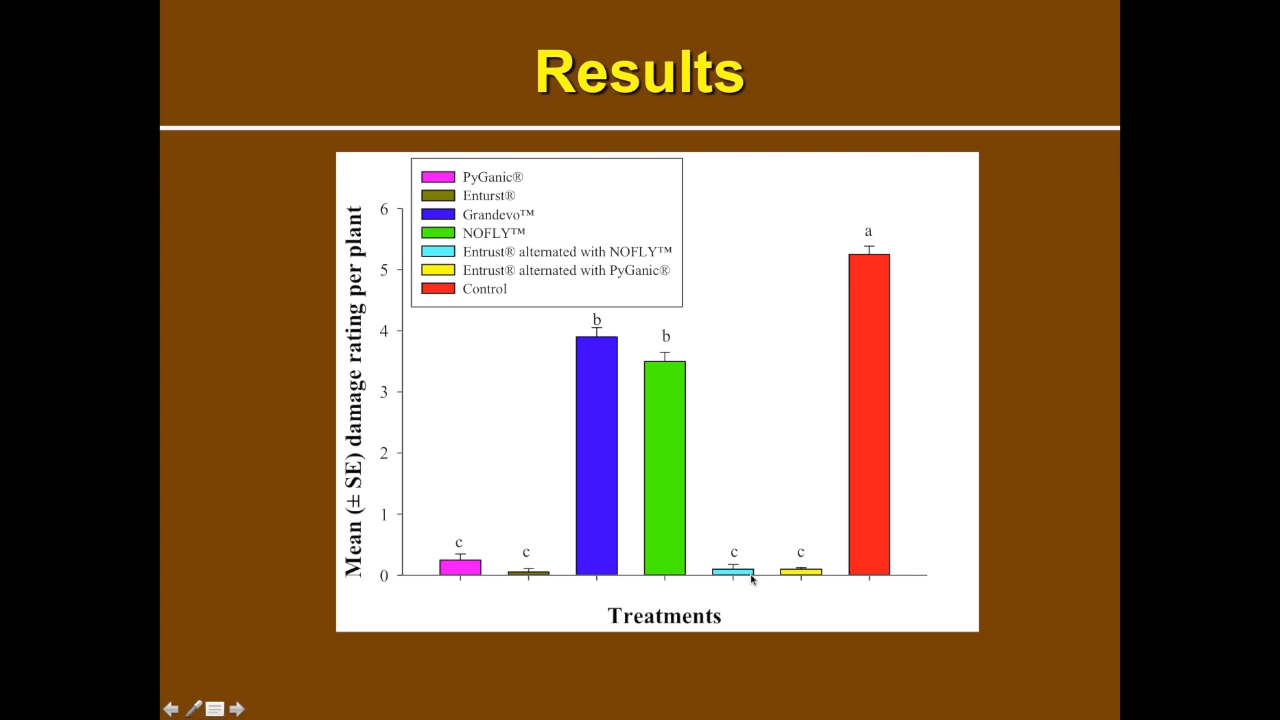 Results
PyGanic®
Enturst®
Grandevo™
NOFLY™
Entrust® alternated with NOFLY™
Entrust® alternated with PyGanic®
Control
Mean (± SE) damage rating per plant
6
5
4
3
2
1
0
c
c
b
b
c
c
a
Treatments